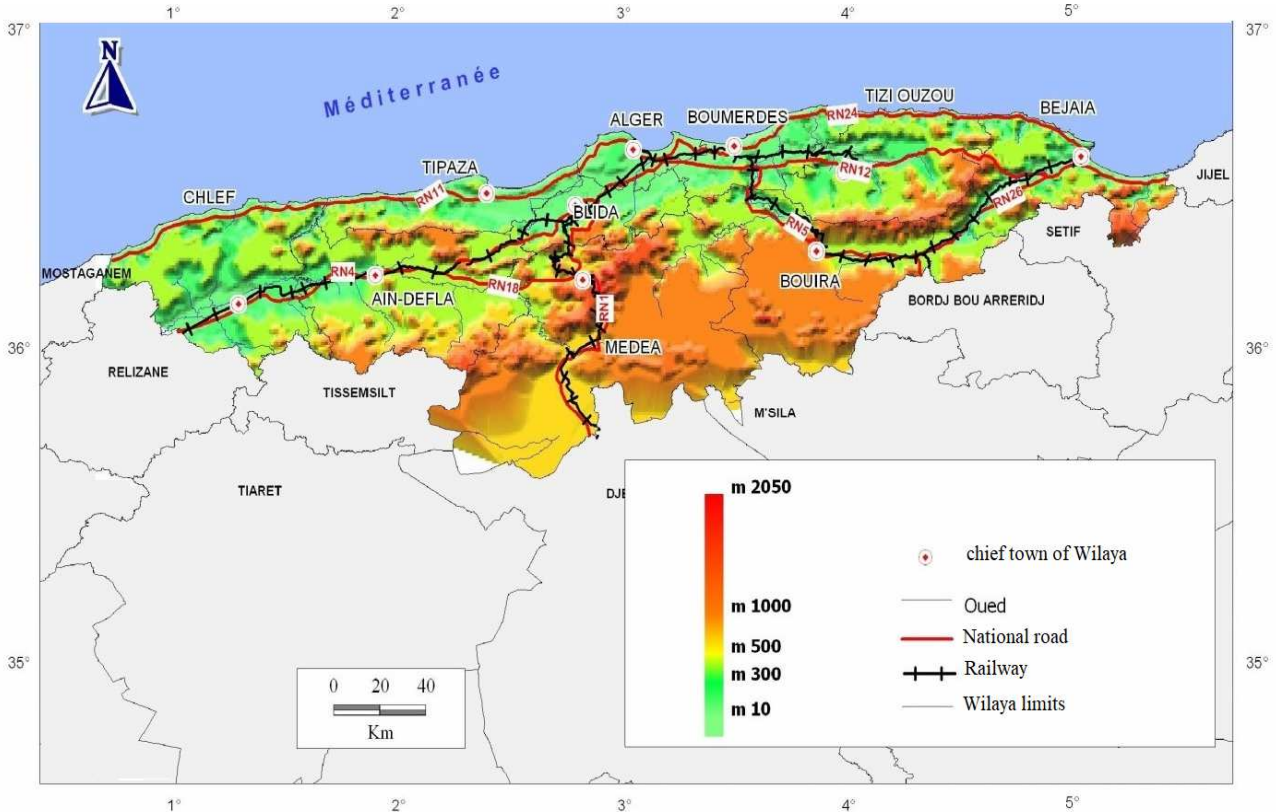 1° 2° 3° 4° 5°
37° 37°
N
Méditerranée
TIZI OUZOU
BEJAIA
BOUMERDES
ALGER
RN24
TIPAZA
RN12
JIJEL
CHLEF
RN11
RN26
BLIDA
SETIF
RN5
MOSTAGANEM
RN4
BOUIRA
AIN-DEFLA
RN18
BORDJ BOU ARRERIDJ
RN1
36° 36°
MEDEA
RELIZANE
TISSEMSILT
M'SILA
TIARET
DJE
m 2050
chief town of Wilaya
m 1000
Oued
National road
m 500
Railway
m 300
Wilaya limits
m 10
35° 35°
0 20 40
Km
1° 2° 3° 4° 5°